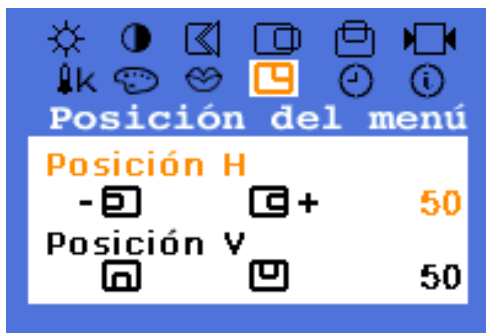 k
Posición del menú
Posición H
- + 50
Posición V
50